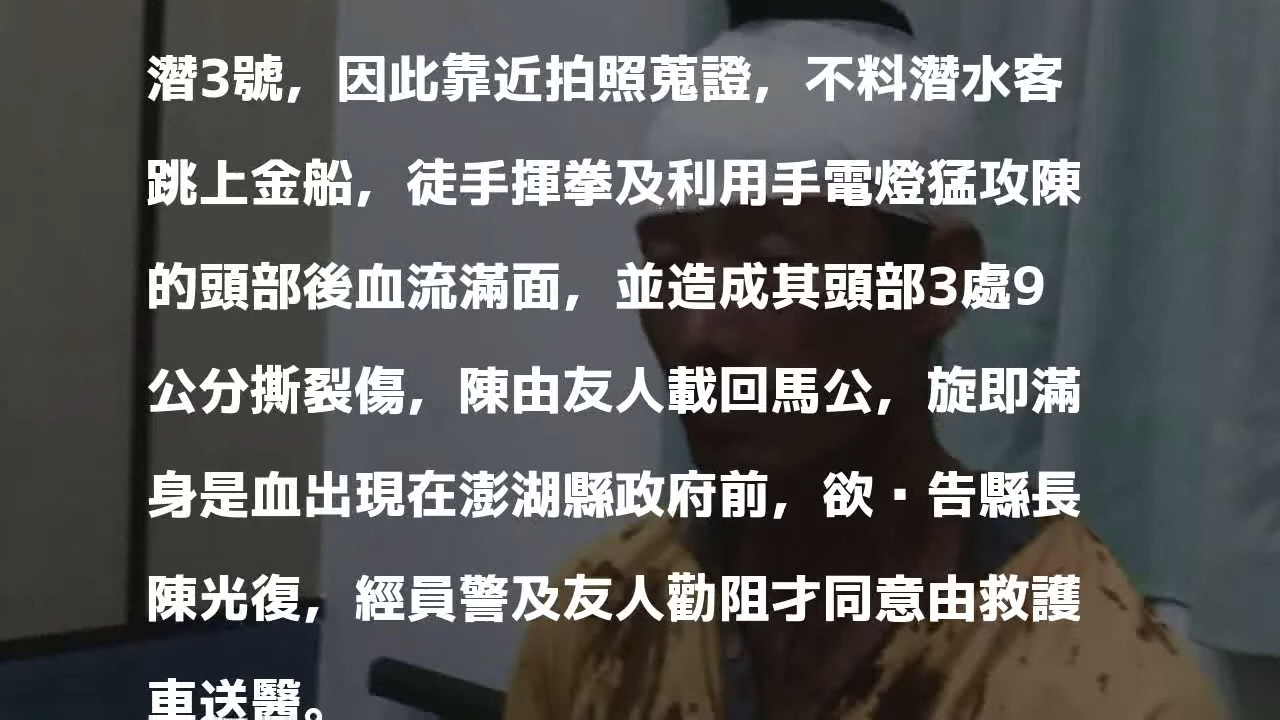 潛3號，因此靠近拍照蒐證，不料潛水客
跳上金船，徒手揮拳及利用手電燈猛攻陳
的頭部後血流滿面，並造成其頭部3處9
公分撕裂傷，陳由友人載回馬公，旋即滿
身是血出現在澎湖縣政府前，欲▪告縣長
陳光復，經員警及友人勸阻才同意由救護
車送醫。